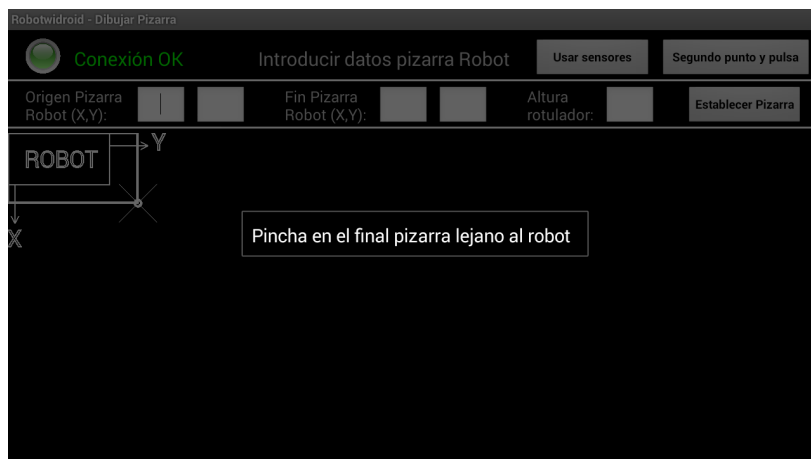 Robotwidroid - Dibujar Pizarra
Conexión OK
Introducir datos pizarra Robot
Usar sensores
Segundo punto y pulsa
Origen Pizarra
Robot (X,Y):
Fin Pizarra
Robot (X,Y):
Altura
rotulador:
Establecer Pizarra
ROBOT
Y
X
Pincha en el final pizarra lejano al robot